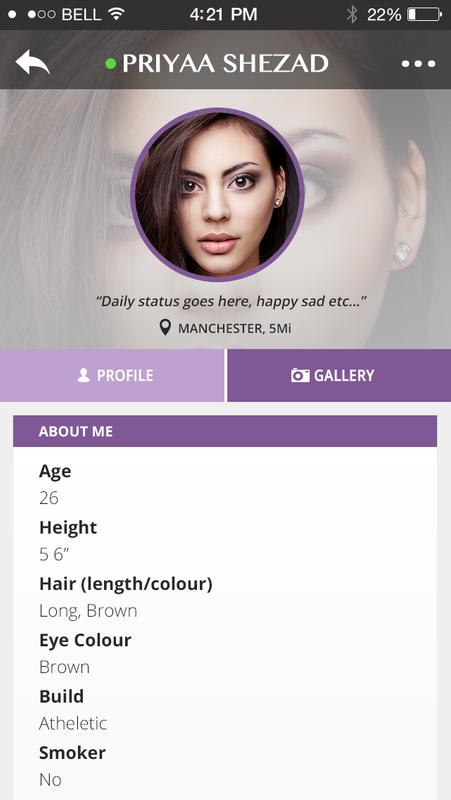 BELL 4:21 PM 22%
PRIYAA SHEZAD
“Daily status goes here, happy sad etc...”
MANCHESTER, 5Mi
PROFILE GALLERY
ABOUT ME
Age
26
Height
5 6”
Hair (length/colour)
Long, Brown
Eye Colour
Brown
Build
Atheletic
Smoker
No